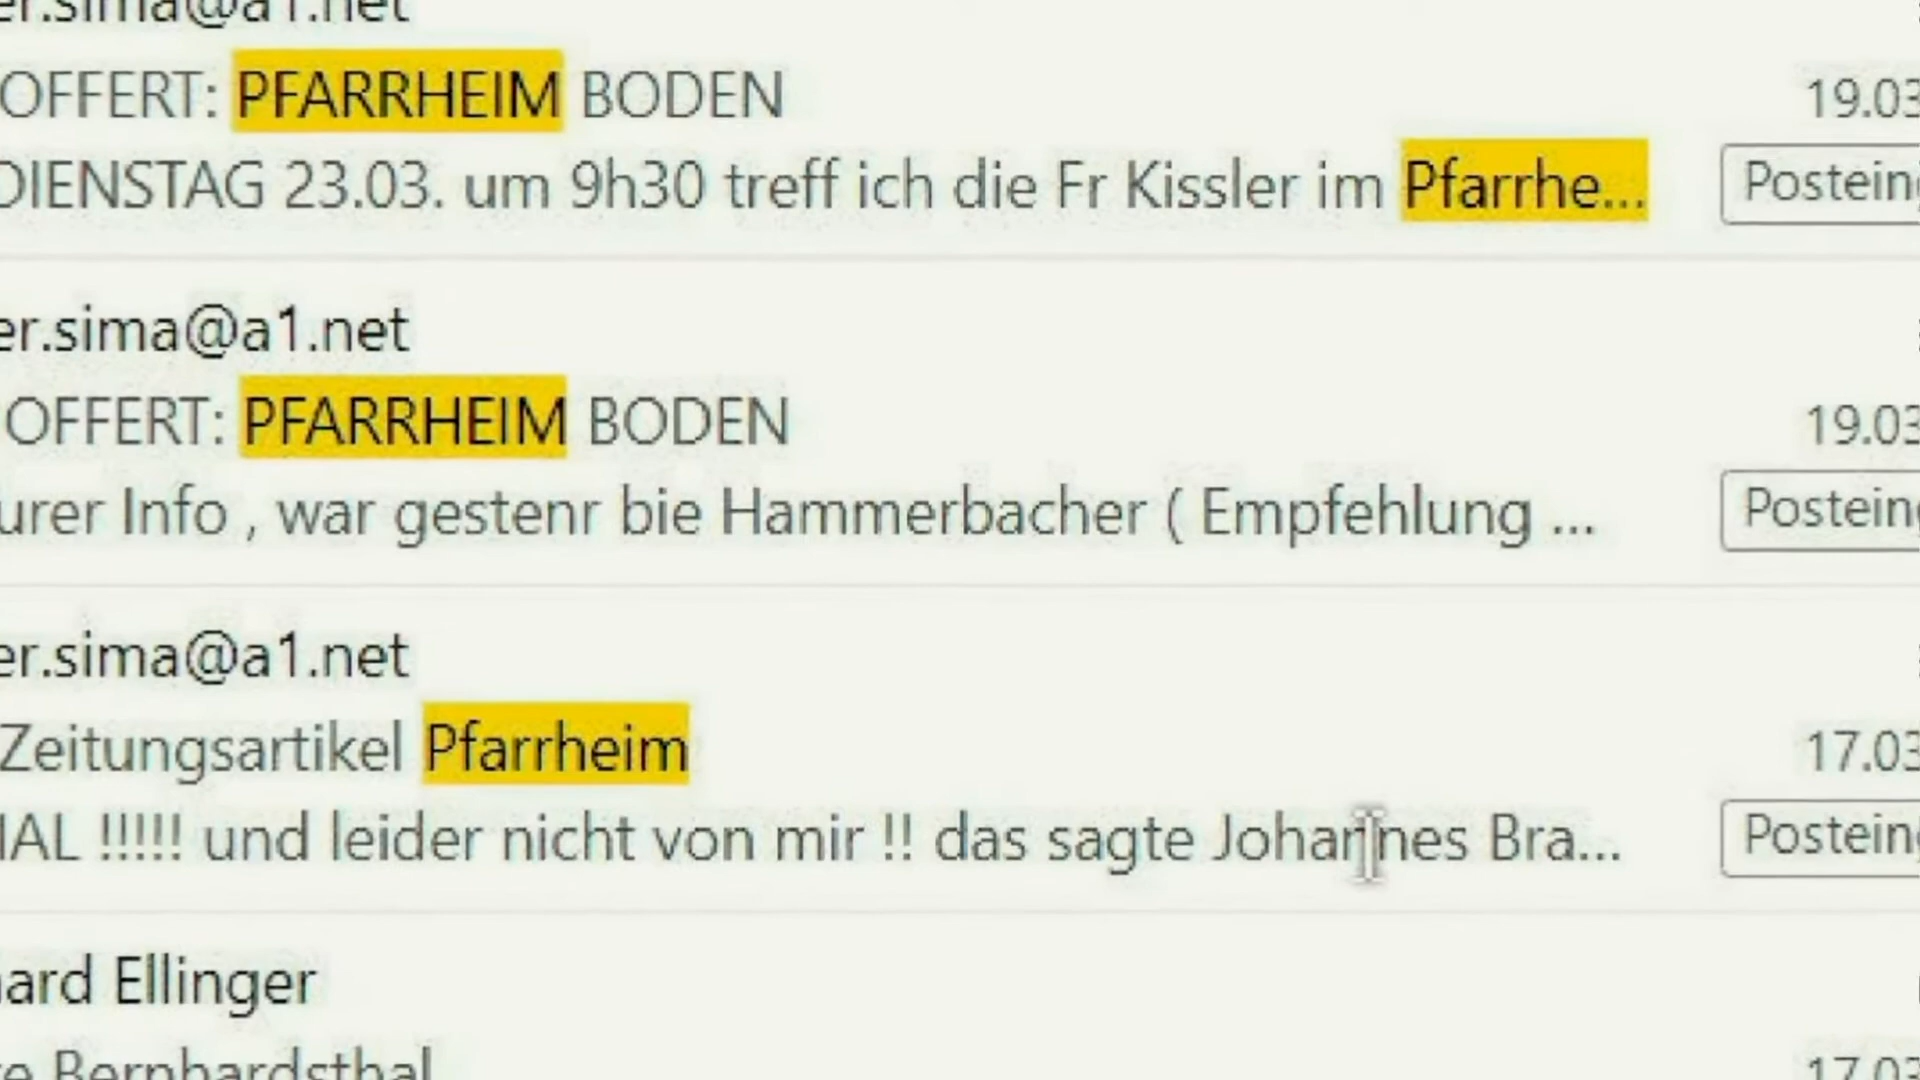 er.sima@a1.net
OFFERT: PFARRHEIM BODEN 19.03
DIENSTAG 23.03. um 9h30 treff ich die Fr Kissler im Pfarrhe... Postein
er.sima@a1.net
OFFERT: PFARRHEIM BODEN 19.03
urer Info , war gestenr bie Hammerbacher ( Empfehlung ... Postein
er.sima@a1.net
Zeitungsartikel Pfarrheim 17.03
IAL !!!!! und leider nicht von mir !! das sagte Johannes Bra... Postein
ard Ellinger
e Bernhardsthal 17.03